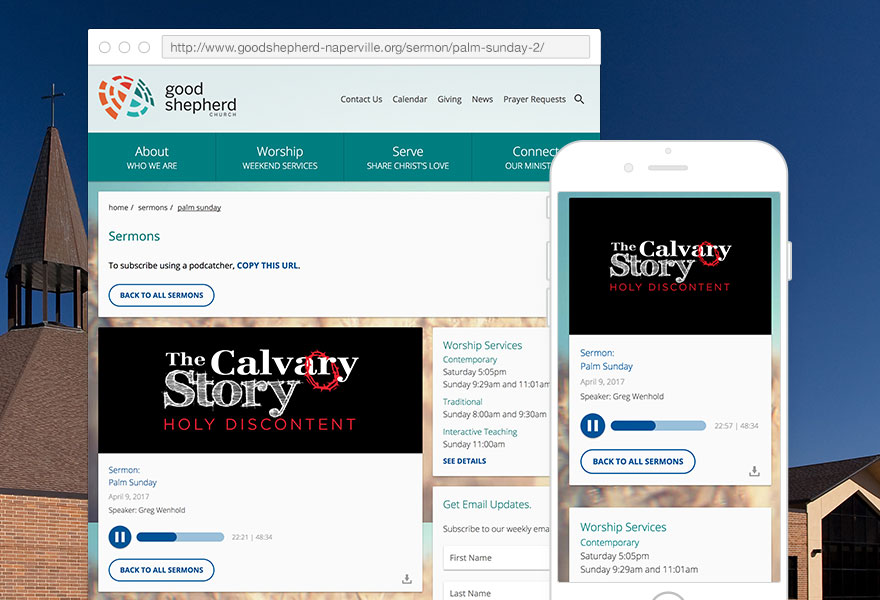 http://www.goodshepherd-naperville.org/sermon/palm-sunday-2/
good
shepherd
CHURCH
Contact Us Calendar Giving News Prayer Requests
About Worship Serve Connect
WHO WE ARE WEEKEND SERVICES SHARE CHRIST'S LOVE OUR
home / sermons / palm sunday
Sermons
To subscribe using a podcatcher, COPY THIS URL.
BACK TO ALL SERMONS
The Calvary
Story
HOLY DISCONTENT
Sermon:
Palm Sunday
April 9, 2017
Speaker: Greg Wenhold
22:21 | 48:34
BACK TO ALL SERMONS
Worship Services
Contemporary
Saturday 5:05pm
Sunday 9:29am and 11:01am
Traditional
Sunday 8:00am and 9:30am
Interactive Teaching
Sunday 11:00am
SEE DETAILS
Get Email Updates.
Subscribe to our weekly
First Name
Last Name
The Calvary
Story
HOLY DISCONTENT
Sermon:
Palm Sunday
April 9, 2017
Speaker: Greg Wenhold
22:57 | 48:34
BACK TO ALL SERMONS
Worship Services
Contemporary
Saturday 5:05pm
Sunday 9:29am and 11:01am